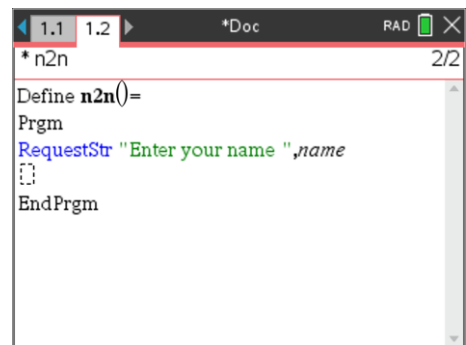 1.1 1.2 *Doc RAD
* n2n 2/2
Define n2n()=
Prgm
RequestStr "Enter your name ",name
EndPrgm